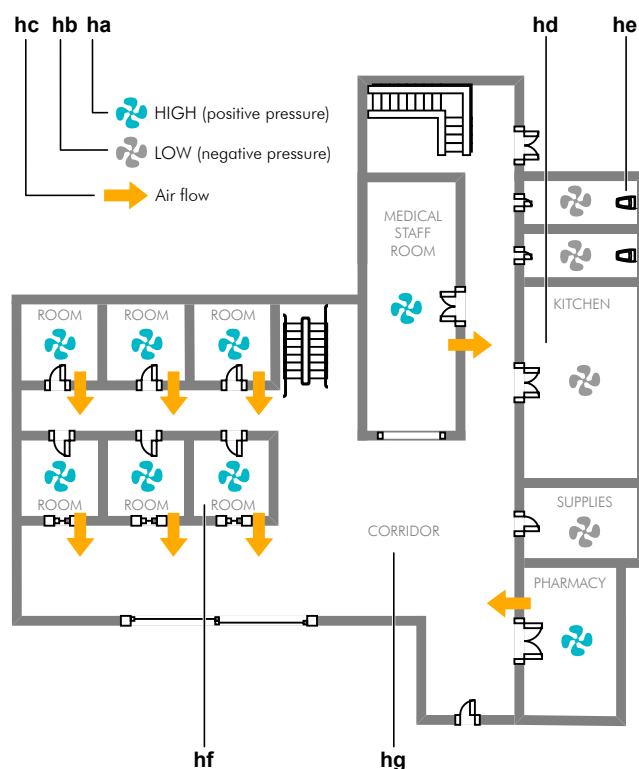 hc hb ha hd he
HIGH (positive pressure)
LOW (negative pressure)
Air flow
MEDICAL
STAFF
ROOM
KITCHEN
ROOM ROOM ROOM
ROOM ROOM ROOM
SUPPLIES
CORRIDOR
PHARMACY
hf hg